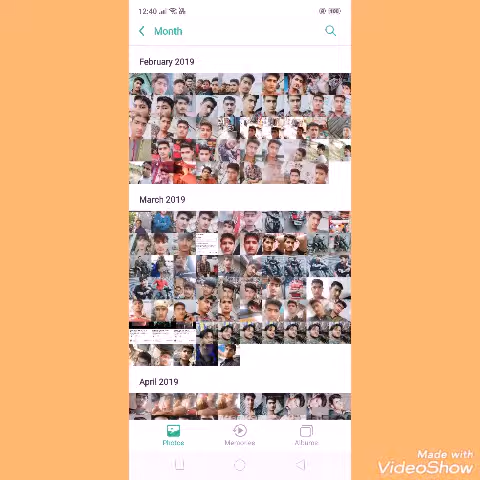 12:40
Month
February 2019
March 2019
April 2019
Photos
Memories
Albums
Made with
VideoShow